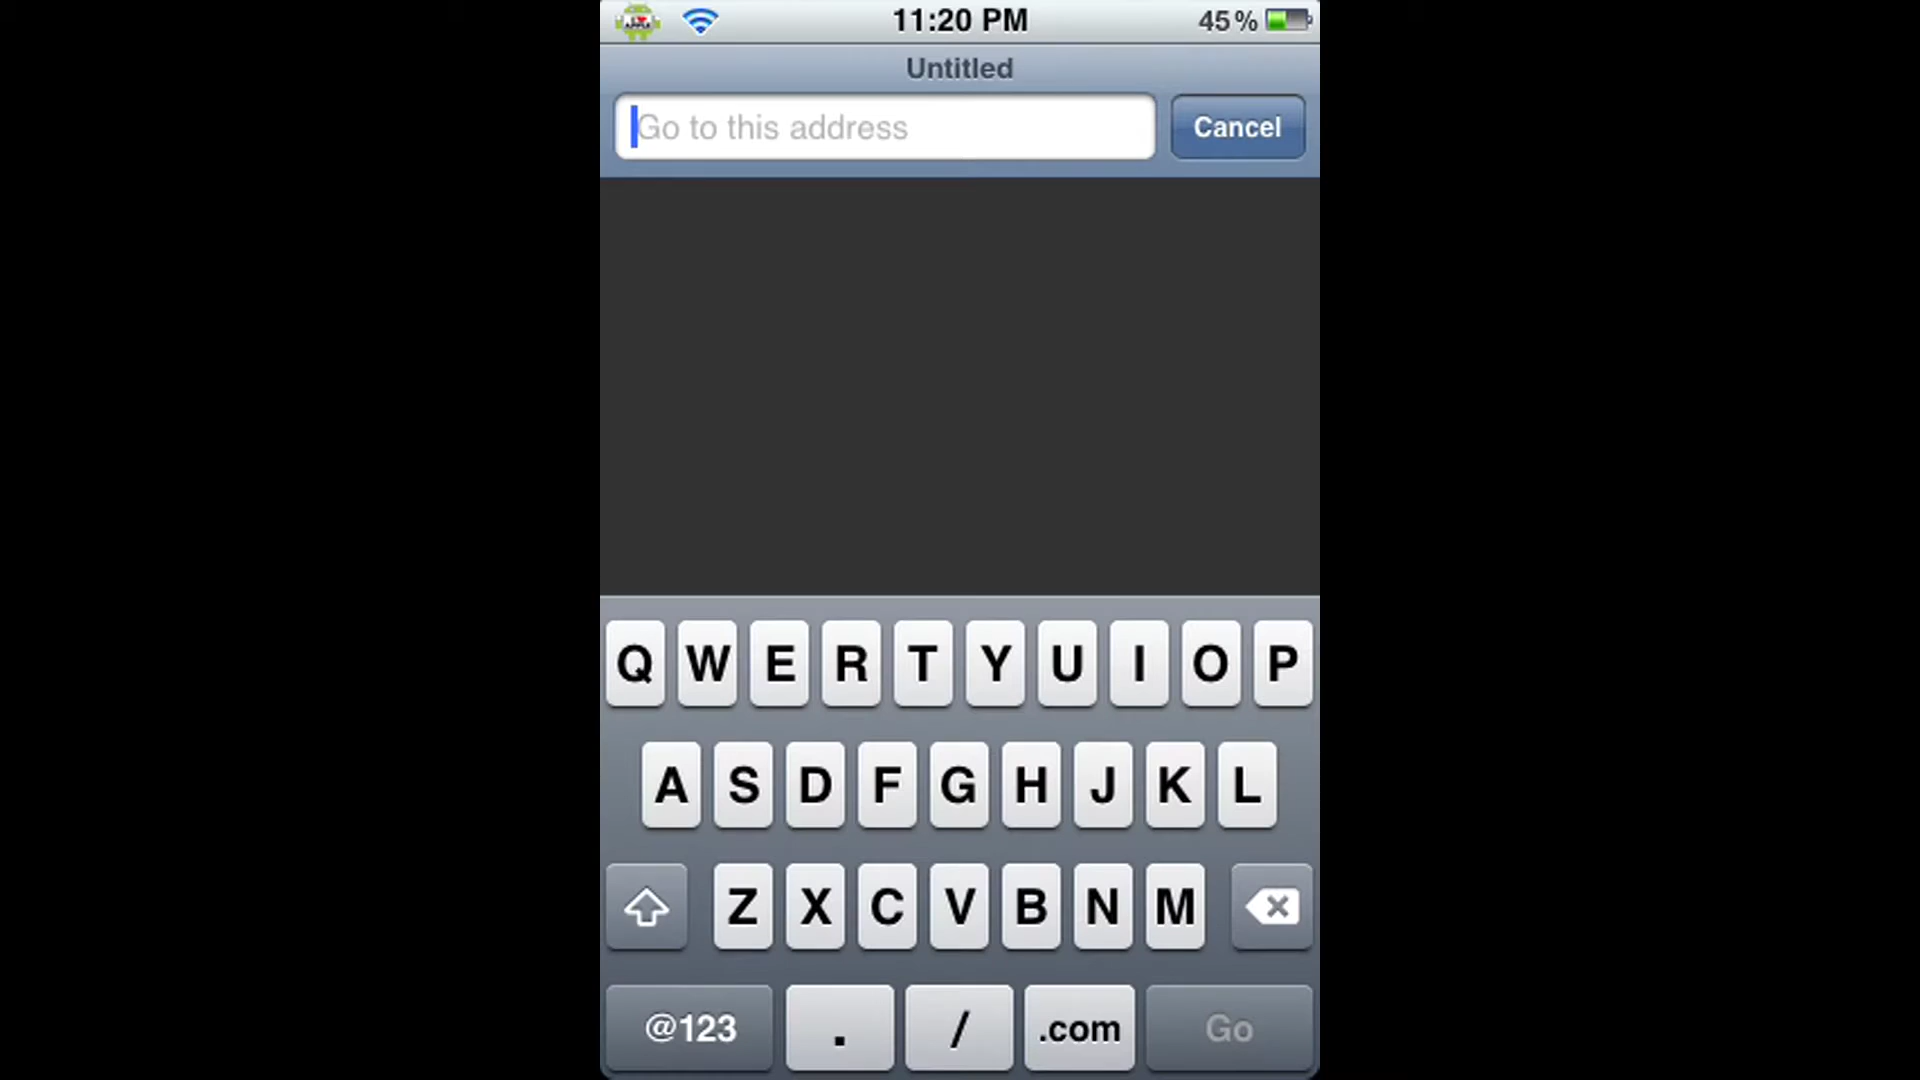 11:20 PM
45%
Untitled
Go to this address
Cancel
Q W E R T Y U I O P
A S D F G H J K L
Z X C V B N M
@123 . / .com Go